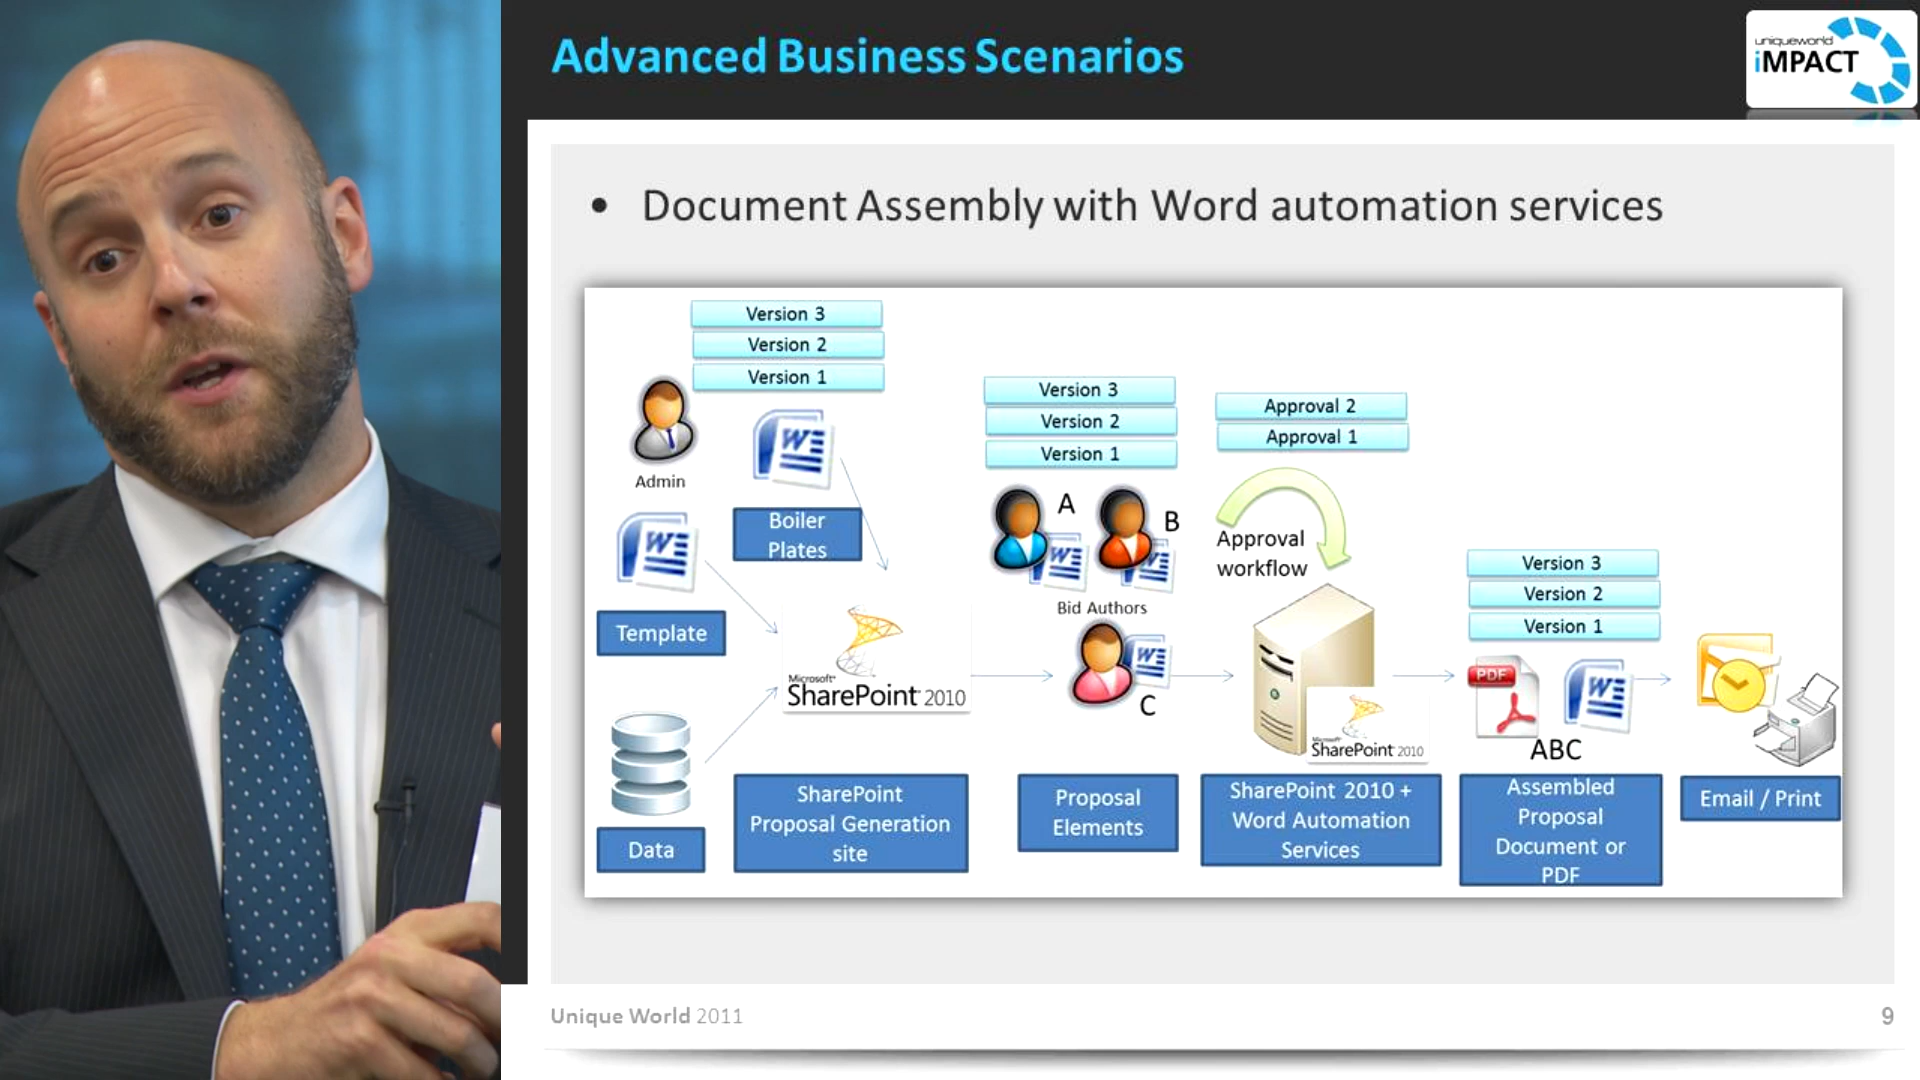 Advanced Business Scenarios
uniqueworld
iMPACT
• Document Assembly with Word automation services
Version 3
Version 2
Version 1
Admin
Boiler
Plates
Template
Data
Microsoft®
SharePoint 2010
SharePoint
Proposal Generation
site
Version 3
Version 2
Version 1
A
B
Bid Authors
C
Proposal
Elements
Approval 2
Approval 1
Approval
workflow
Microsoft®
SharePoint 2010
SharePoint 2010 +
Word Automation
Services
Version 3
Version 2
Version 1
PDF
ABC
Assembled
Proposal
Document or
PDF
Email / Print
Unique World 2011
9